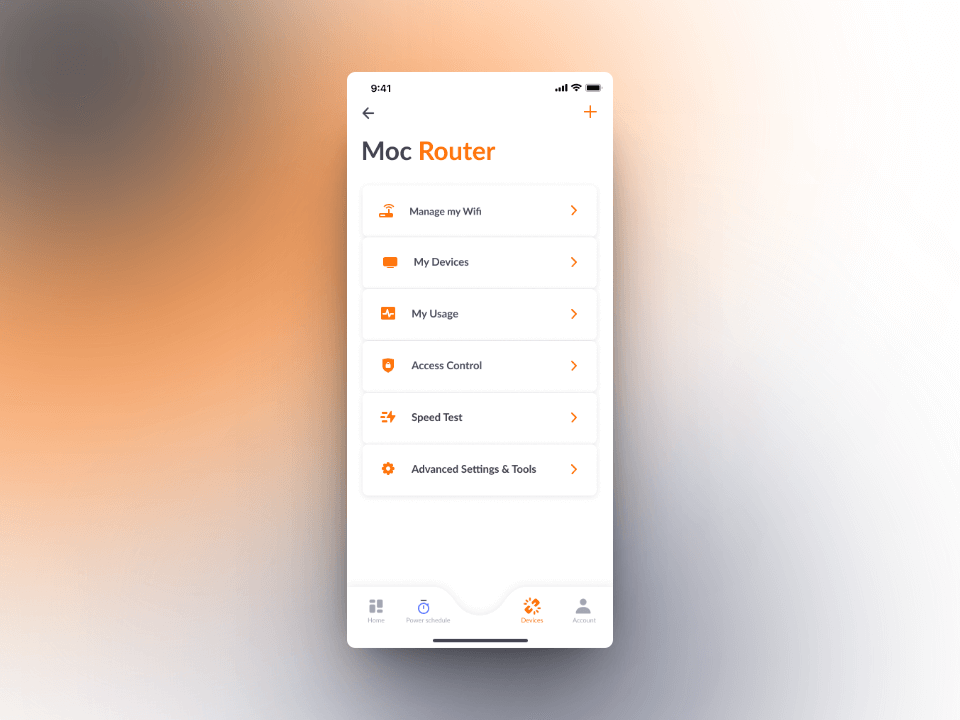 9:41
Moc Router
Manage my Wifi
My Devices
My Usage
Access Control
Speed Test
Advanced Settings & Tools
Home Power schedule Devices Account